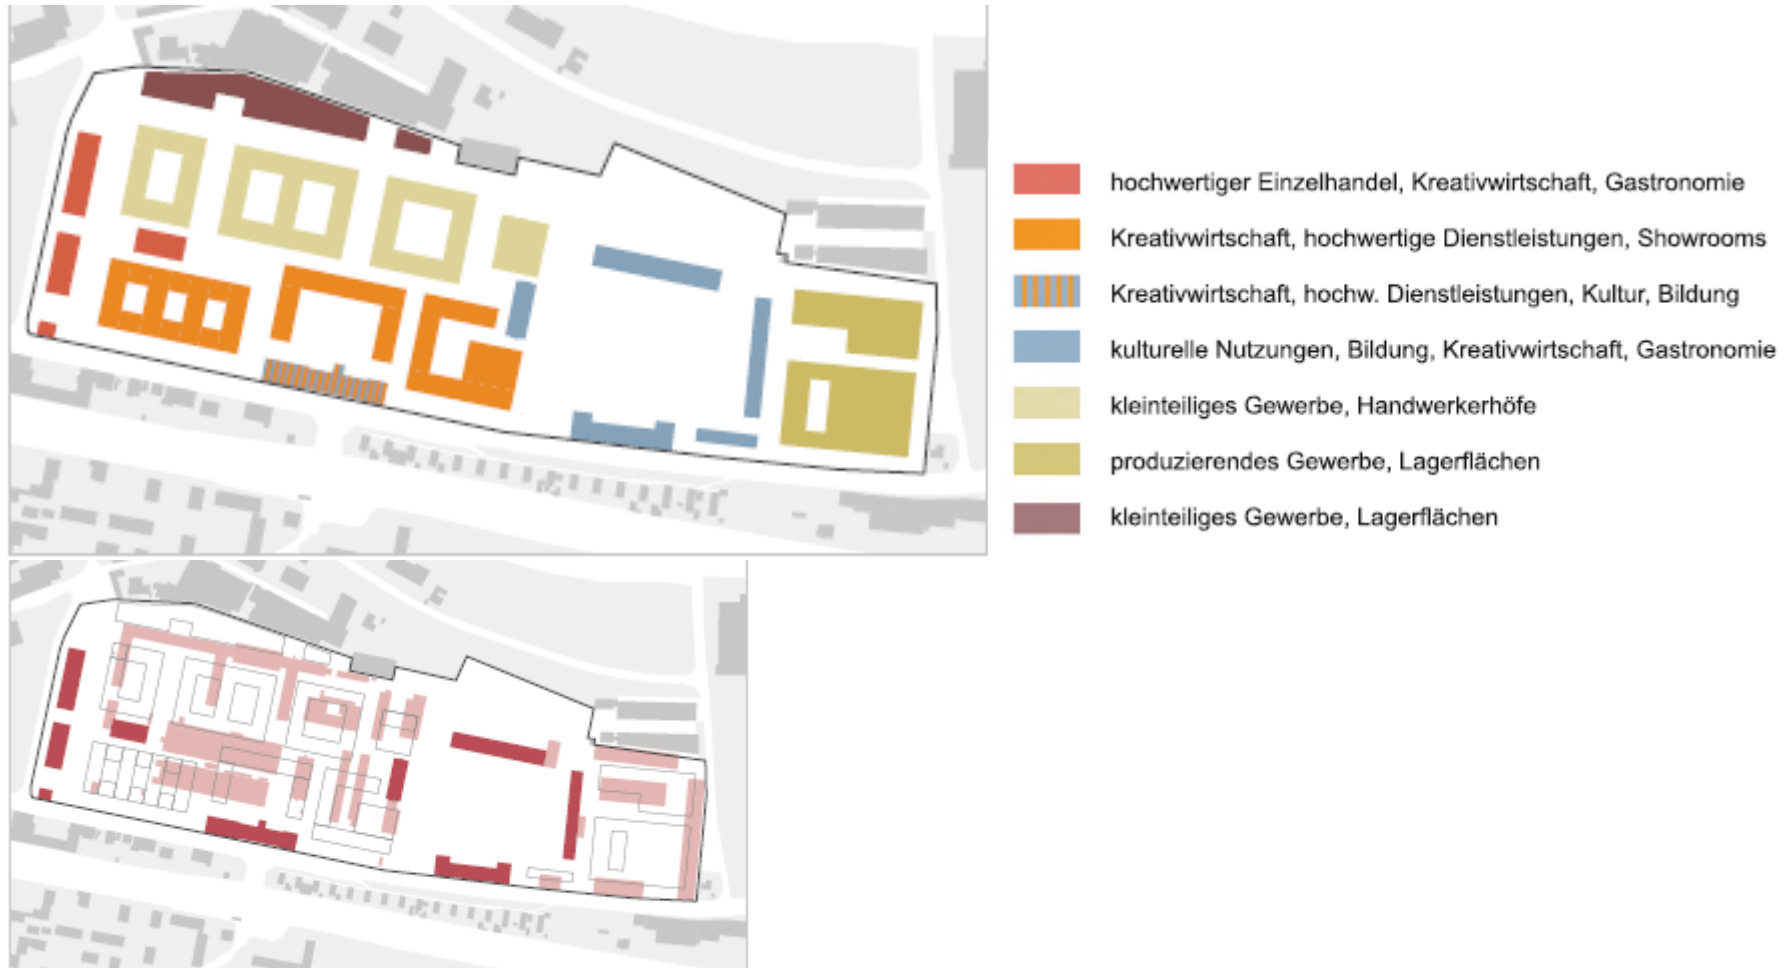 hochwertiger Einzelhandel, Kreativwirtschaft, Gastronomie
Kreativwirtschaft, hochwertige Dienstleistungen, Showrooms
Kreativwirtschaft, hochw. Dienstleistungen, Kultur, Bildung
kulturelle Nutzungen, Bildung, Kreativwirtschaft, Gastronomie
kleinteiliges Gewerbe, Handwerkerhöfe
produzierendes Gewerbe, Lagerflächen
kleinteiliges Gewerbe, Lagerflächen